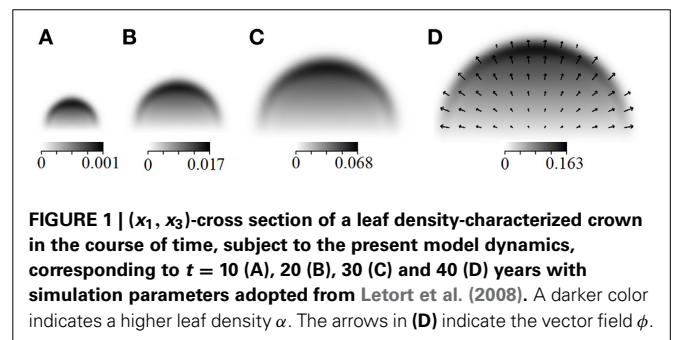 A B C D
0 0.001 0 0.017 0 0.068 0 0.163
FIGURE 1 | (x₁, x₃)-cross section of a leaf density-characterized crown
in the course of time, subject to the present model dynamics,
corresponding to t = 10 (A), 20 (B), 30 (C) and 40 (D) years with
simulation parameters adopted from Letort et al. (2008). A darker color
indicates a higher leaf density α. The arrows in (D) indicate the vector field ϕ.